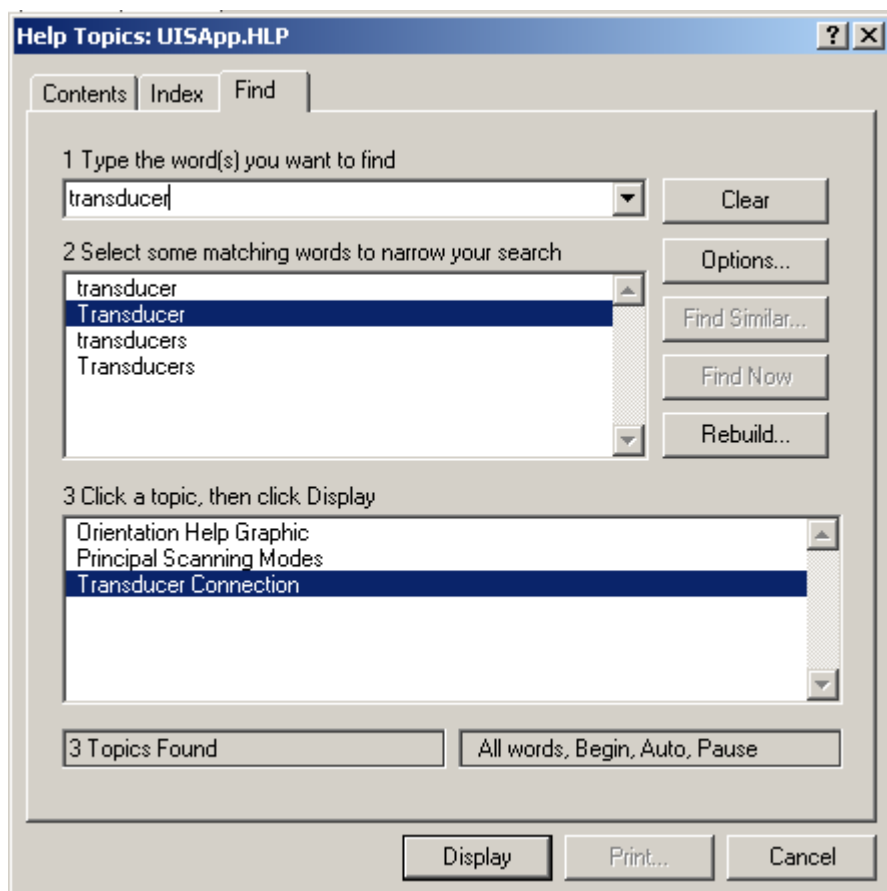 Help Topics: UISApp.HLP
Contents Index Find
1 Type the word(s) you want to find
transducer
Clear
2 Select some matching words to narrow your search
Options...
transducer
Transducer
transducers
Transducers
Find Similar...
Find Now
Rebuild...
3 Click a topic, then click Display
Orientation Help Graphic
Principal Scanning Modes
Transducer Connection
3 Topics Found
All words, Begin, Auto, Pause
Display Print... Cancel